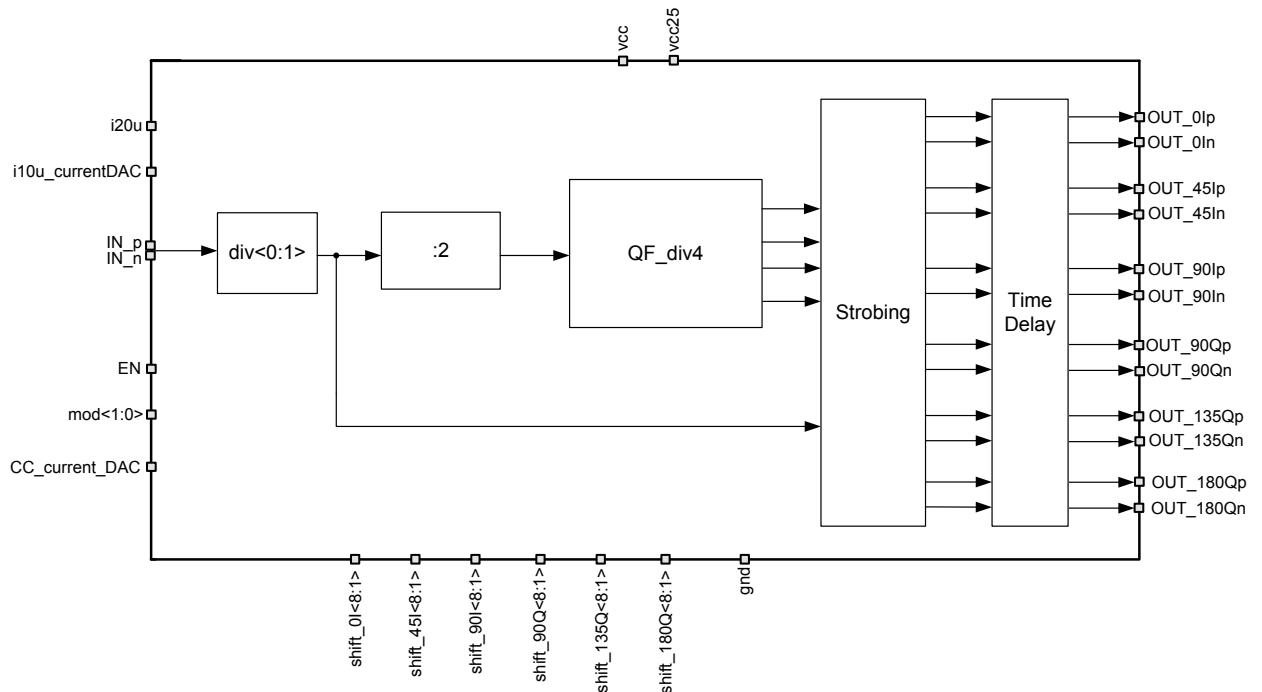 vcc
vcc25
i20u
i10u_currentDAC
IN_p
IN_n
EN
mod<1:0>
CC_current_DAC
div<0:1>
:2
QF_div4
Strobing
Time
Delay
OUT_0Ip
OUT_0In
OUT_45Ip
OUT_45In
OUT_90Ip
OUT_90In
OUT_90Qp
OUT_90Qn
OUT_135Qp
OUT_135Qn
OUT_180Qp
OUT_180Qn
shift_0I<8:1>
shift_45I<8:1>
shift_90I<8:1>
shift_90Q<8:1>
shift_135Q<8:1>
shift_180Q<8:1>
gnd